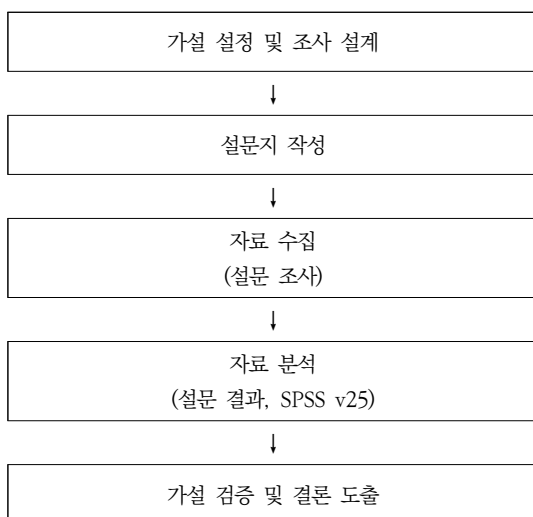 가설 설정 및 조사 설계
↓
설문지 작성
↓
자료 수집
(설문 조사)
↓
자료 분석
(설문 결과, SPSS v25)
↓
가설 검증 및 결론 도출